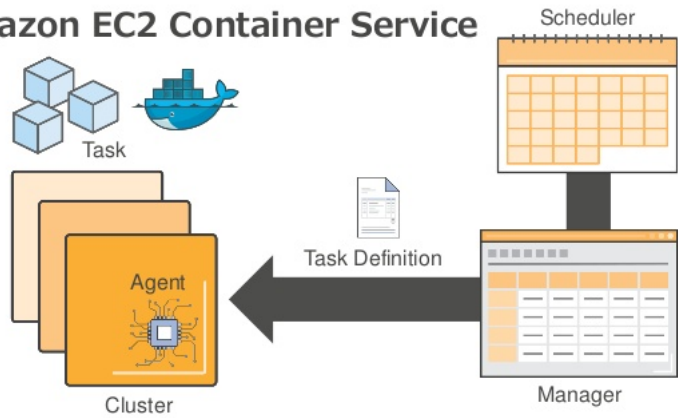 azon EC2 Container Service
Scheduler
Task
Task Definition
Agent
Manager
Cluster